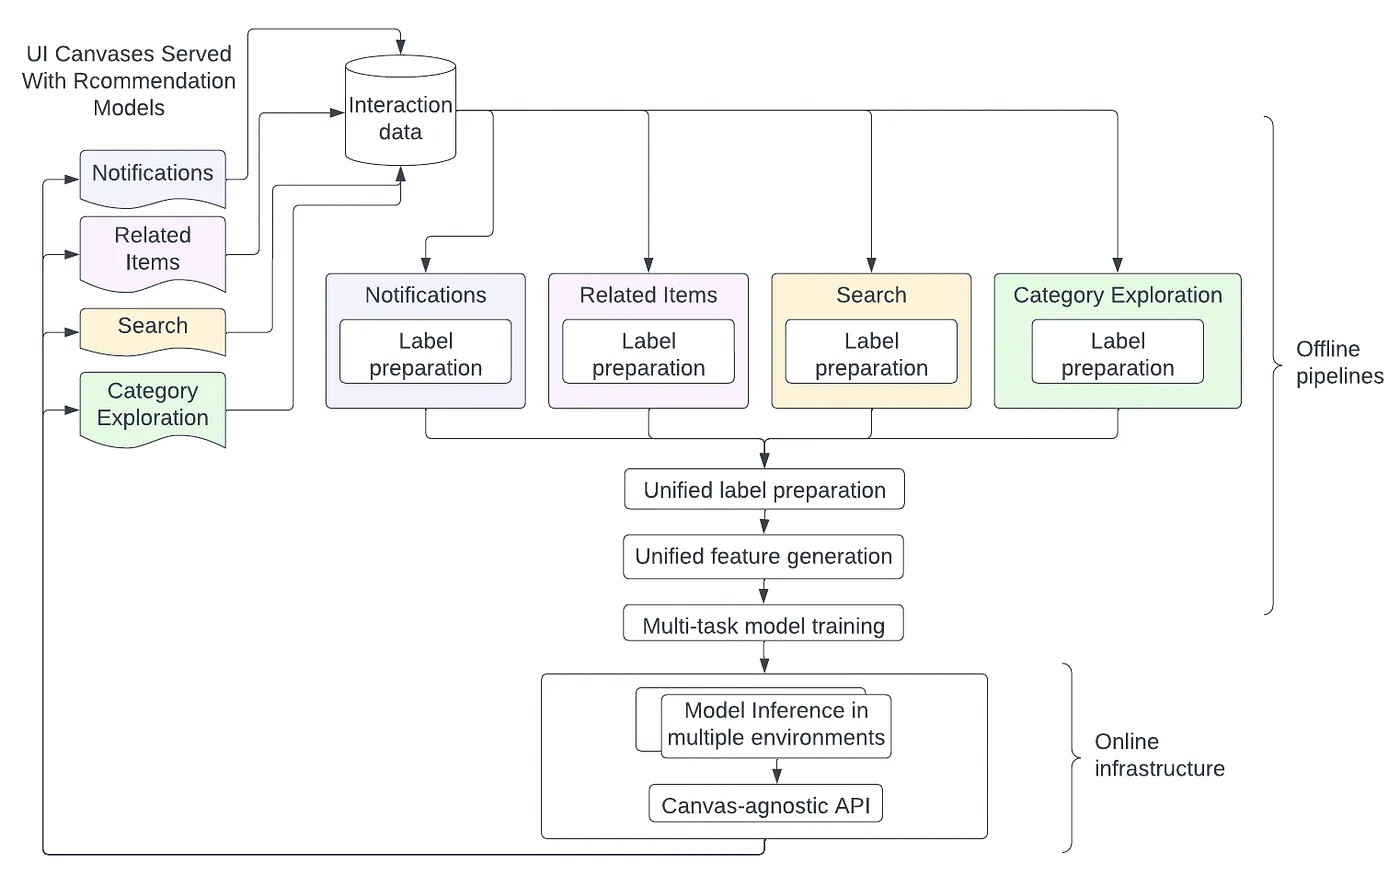 UI Canvases Served
With Rcommendation
Models
Notifications
Related
Items
Search
Category
Exploration
Interaction
data
Notifications
Label
preparation
Related Items
Label
preparation
Search
Label
preparation
Category Exploration
Label
preparation
Offline
pipelines
Unified label preparation
Unified feature generation
Multi-task model training
Model Inference in
multiple environments
Canvas-agnostic API
Online
infrastructure